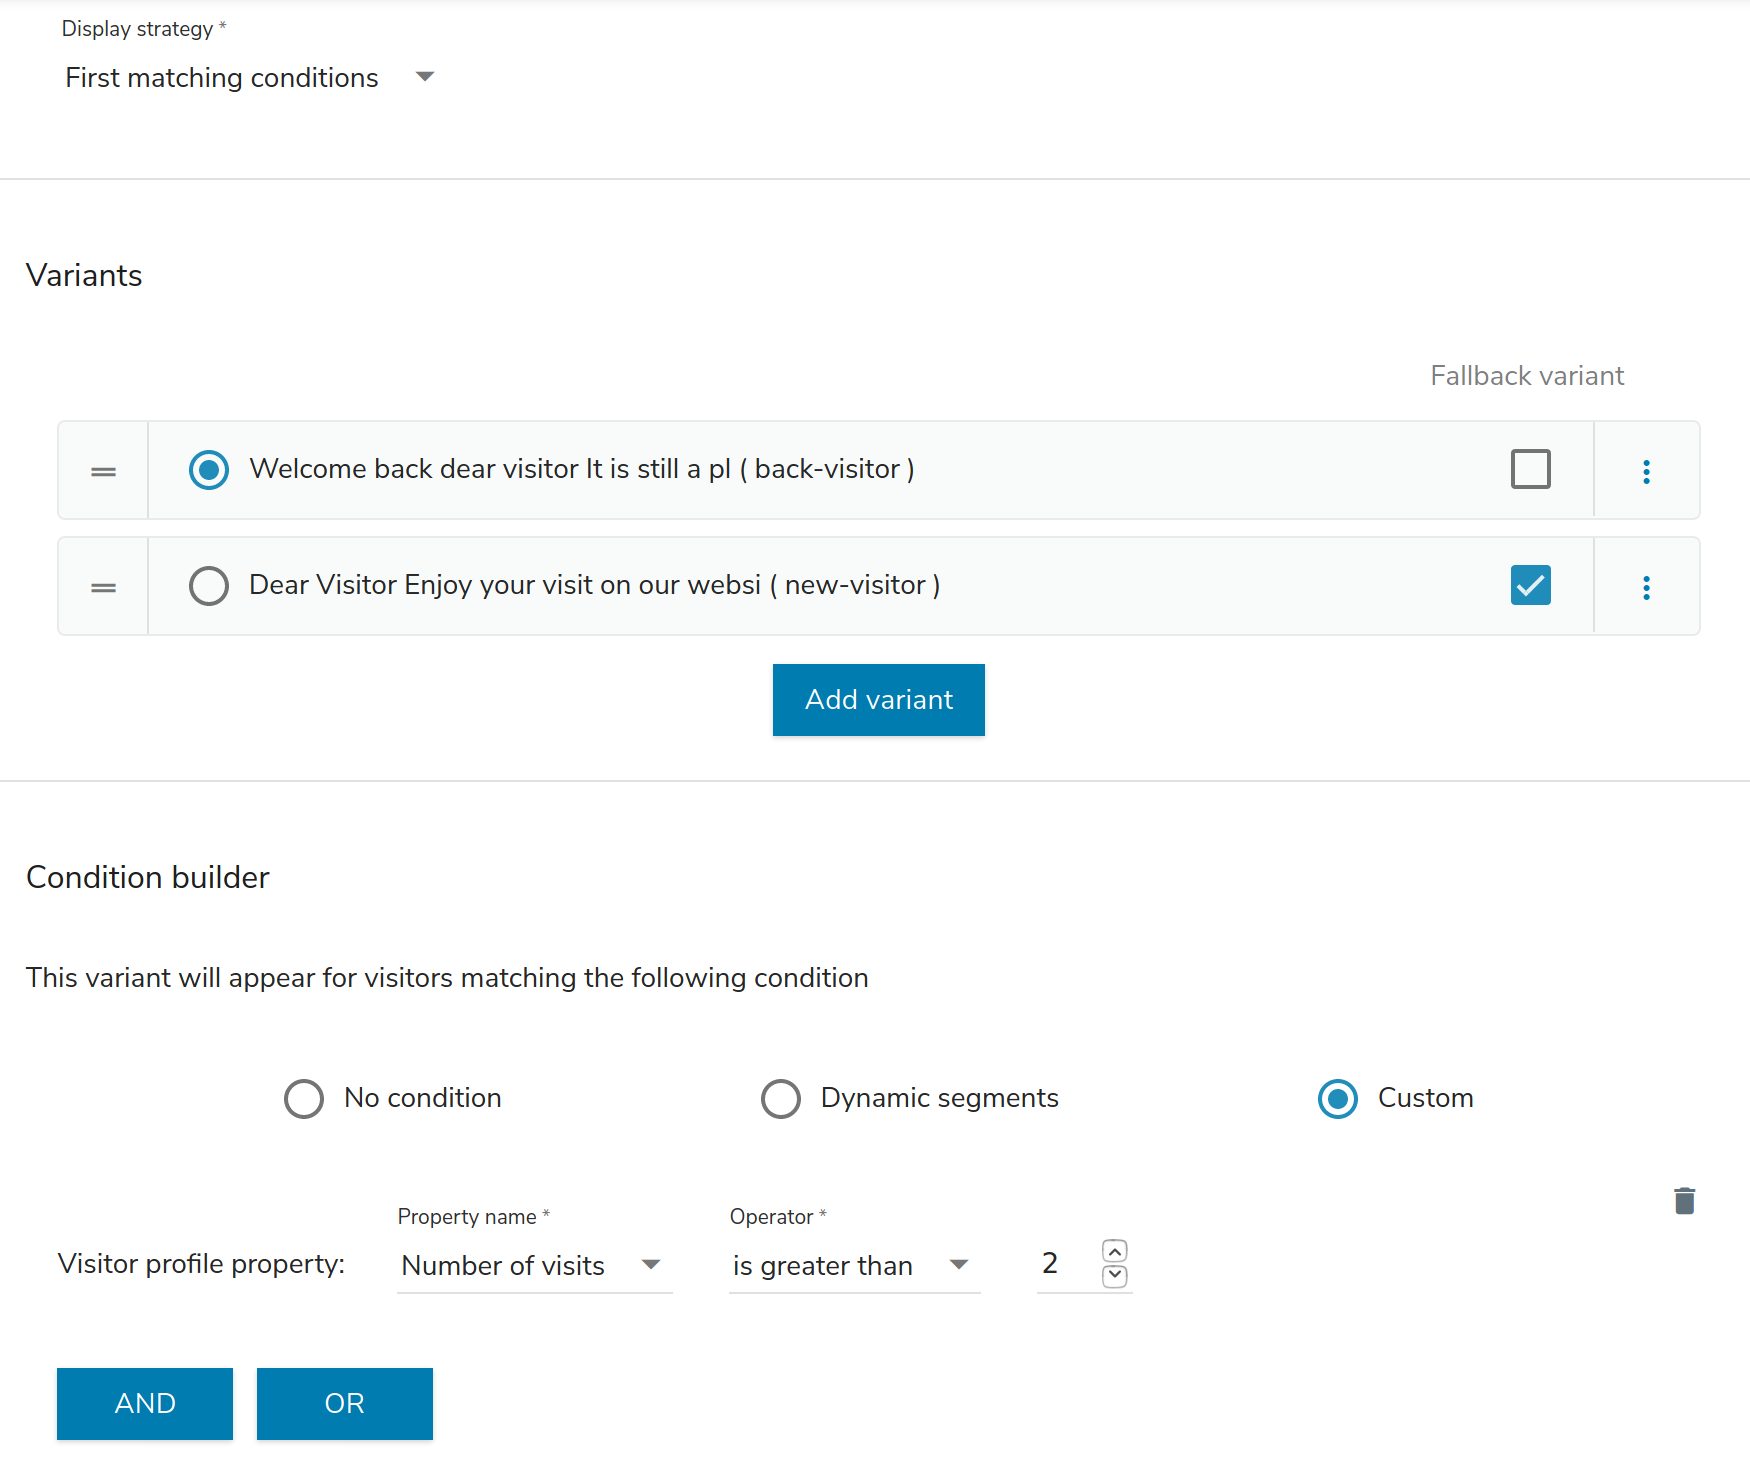 Display strategy *
First matching conditions
Variants
Fallback variant
Welcome back dear visitor It is still a pl ( back-visitor )
Dear Visitor Enjoy your visit on our websi ( new-visitor )
Add variant
Condition builder
This variant will appear for visitors matching the following condition
No condition Dynamic segments Custom
Property name * Operator *
Visitor profile property: Number of visits is greater than 2
AND OR